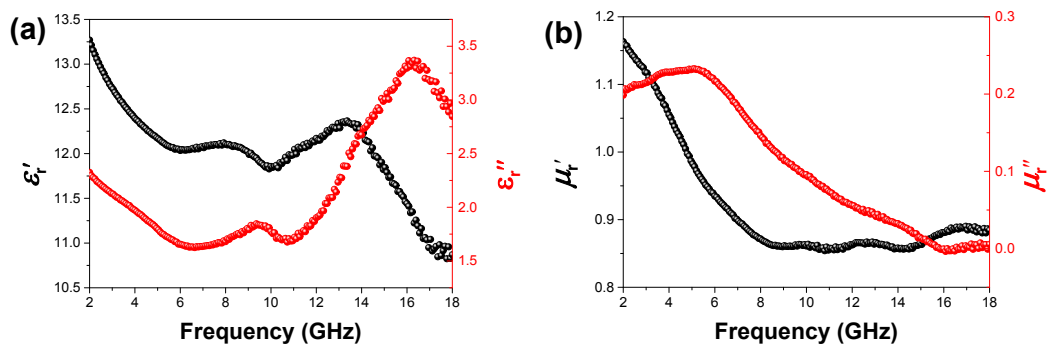 (a)
13.5
13.0
12.5
12.0
11.5
11.0
10.5
εr′
3.5
3.0
2.5
2.0
1.5
εr′′
2 4 6 8 10 12 14 16 18
Frequency (GHz)
(b)
1.2
1.1
1.0
0.9
0.8
μr′
0.3
0.2
0.1
0.0
μr′′
2 4 6 8 10 12 14 16 18
Frequency (GHz)